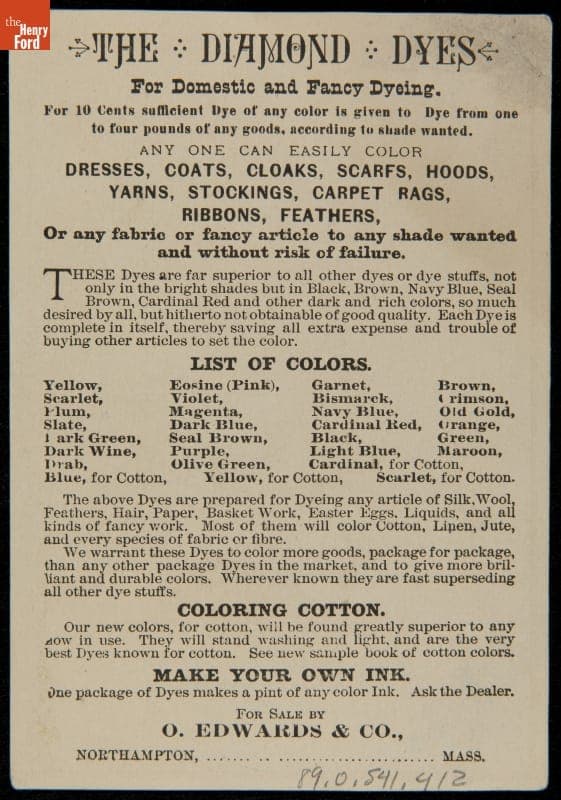 the
Henry
Ford
THE DIAMOND DYES
For Domestic and Fancy Dyeing.
For 10 Cents sufficient Dye of any color is given to Dye from one
to four pounds of any goods, according to shade wanted.
ANY ONE CAN EASILY COLOR
DRESSES, COATS, CLOAKS, SCARFS, HOODS,
YARNS, STOCKINGS, CARPET RAGS,
RIBBONS, FEATHERS,
Or any fabric or fancy article to any shade wanted
and without risk of failure.
THESE Dyes are far superior to all other dyes or dye stuffs, not
only in the bright shades but in Black, Brown, Navy Blue, Seal
Brown, Cardinal Red and other dark and rich colors, so much
desired by all, but hitherto not obtainable of good quality. Each Dye is
complete in itself, thereby saving all extra expense and trouble of
buying other articles to set the color.
LIST OF COLORS.
Yellow, Eosine (Pink), Garnet, Brown,
Scarlet, Violet, Bismarck, Crimson,
Plum, Magenta, Navy Blue, Old Gold,
Slate, Dark Blue, Cardinal Red, Orange,
Dark Green, Seal Brown, Black, Green,
Dark Wine, Purple, Light Blue, Maroon,
Drab, Olive Green, Cardinal, for Cotton,
Blue, for Cotton, Yellow, for Cotton, Scarlet, for Cotton.
The above Dyes are prepared for Dyeing any article of Silk, Wool,
Feathers, Hair, Paper, Basket Work, Easter Eggs, Liquids, and all
kinds of fancy work. Most of them will color Cotton, Linen, Jute,
and every species of fabric or fibre.
We warrant these Dyes to color more goods, package for package,
than any other package Dyes in the market, and to give more bril-
liant and durable colors. Wherever known they are fast superseding
all other dye stuffs.
COLORING COTTON.
Our new colors, for cotton, will be found greatly superior to any
now in use. They will stand washing and light, and are the very
best Dyes known for cotton. See new sample book of cotton colors.
MAKE YOUR OWN INK.
One package of Dyes makes a pint of any color Ink. Ask the Dealer.
FOR SALE BY
O. EDWARDS & CO.,
NORTHAMPTON, ................................ MASS.
89.0.541.412